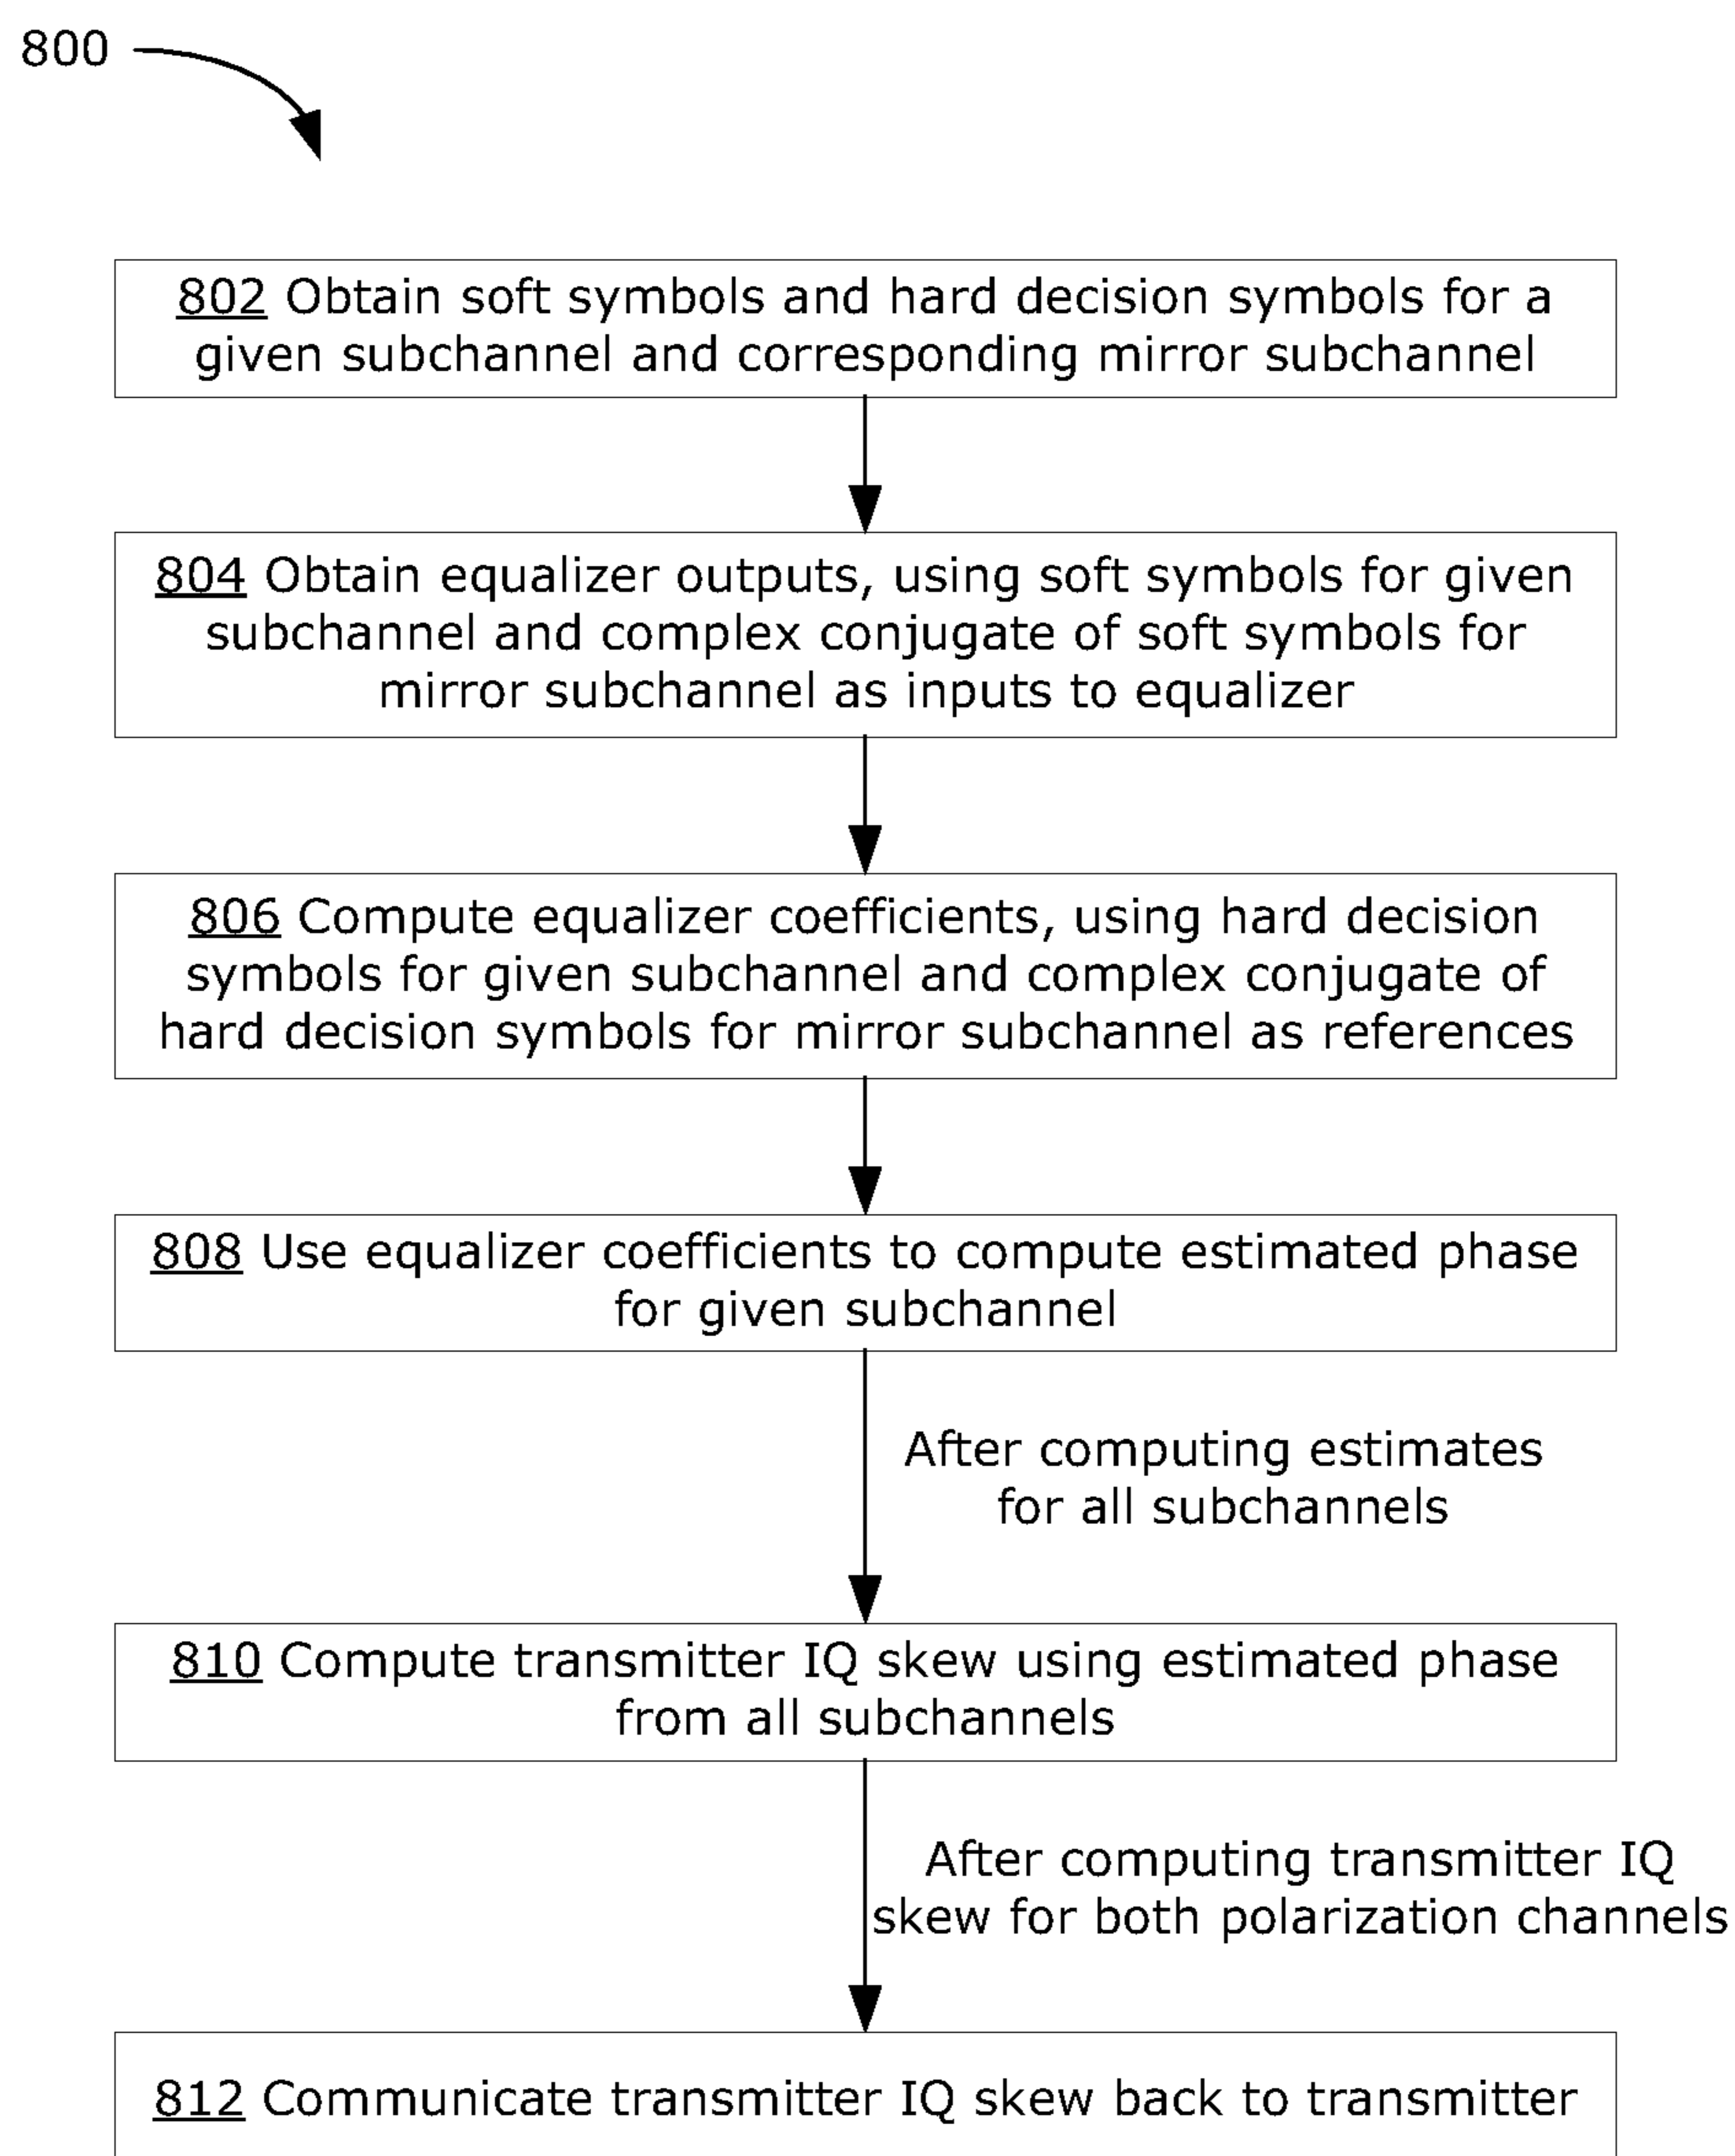 800
802 Obtain soft symbols and hard decision symbols for a
given subchannel and corresponding mirror subchannel
804 Obtain equalizer outputs, using soft symbols for given
subchannel and complex conjugate of soft symbols for
mirror subchannel as inputs to equalizer
806 Compute equalizer coefficients, using hard decision
symbols for given subchannel and complex conjugate of
hard decision symbols for mirror subchannel as references
808 Use equalizer coefficients to compute estimated phase
for given subchannel
After computing estimates
for all subchannels
810 Compute transmitter IQ skew using estimated phase
from all subchannels
After computing transmitter IQ
skew for both polarization channels
812 Communicate transmitter IQ skew back to transmitter